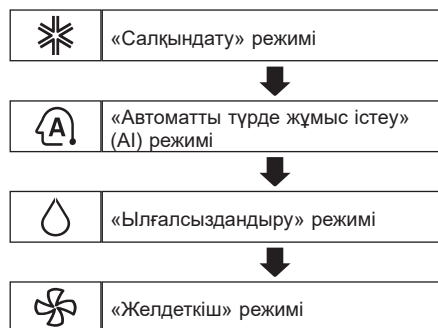 «Салқындату» режимі
A
«Автоматты түрде жұмыс істеу»
(AI) режимі
«Ылғалсыздандыру» режимі
«Желдеткіш» режимі